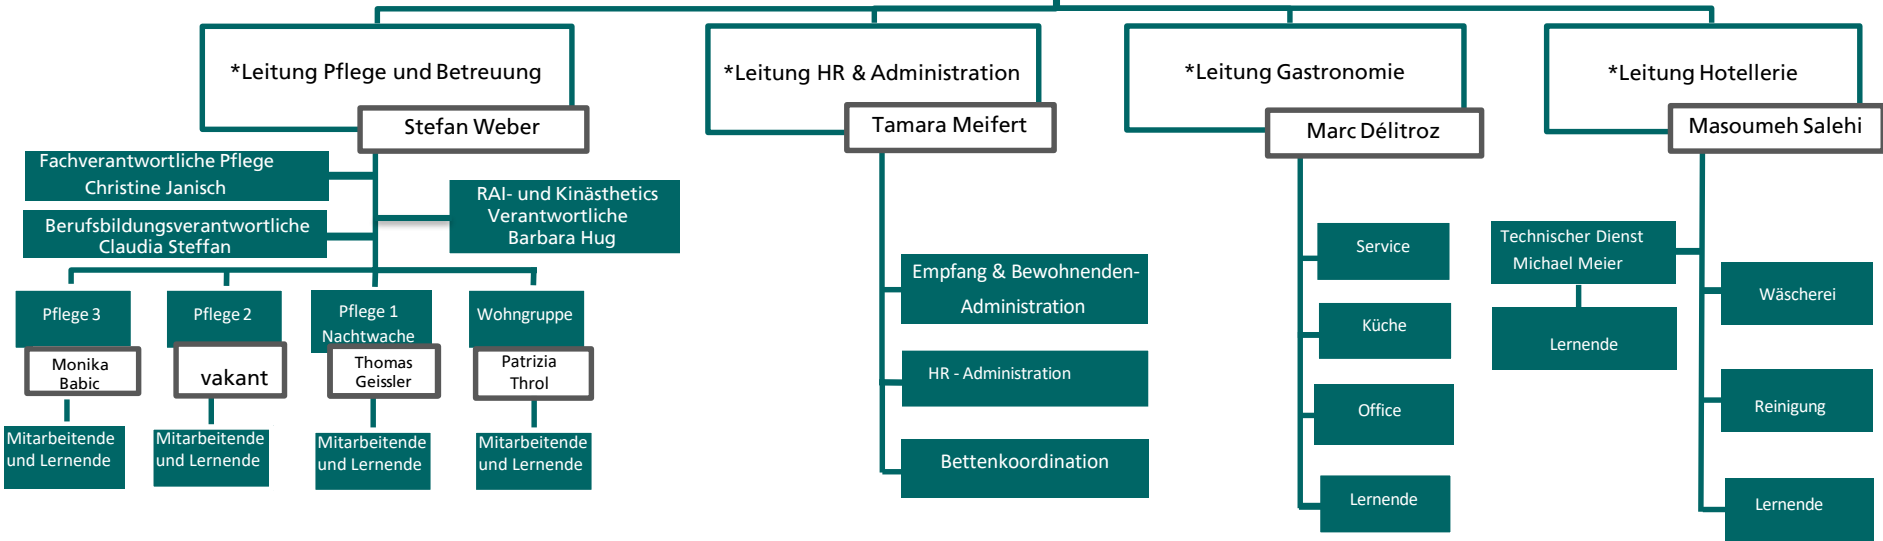 *Leitung Pflege und Betreuung
Stefan Weber
*Leitung HR & Administration
Tamara Meifert
*Leitung Gastronomie
Marc Délitroz
*Leitung Hotellerie
Masoumeh Salehi
Fachverantwortliche Pflege
Christine Janisch
Berufsbildungsverantwortliche
Claudia Steffan
RAI- und Kinästhetics
Verantwortliche
Barbara Hug
Pflege 3
Monika
Babic
Mitarbeitende
und Lernende
Pflege 2
vakant
Mitarbeitende
und Lernende
Pflege 1
Nachtwache
Thomas
Geissler
Mitarbeitende
und Lernende
Wohngruppe
Patrizia
Throl
Mitarbeitende
und Lernende
Empfang & Bewohnenden-
Administration
HR - Administration
Bettenkoordination
Service
Küche
Office
Lernende
Technischer Dienst
Michael Meier
Lernende
Wäscherei
Reinigung
Lernende